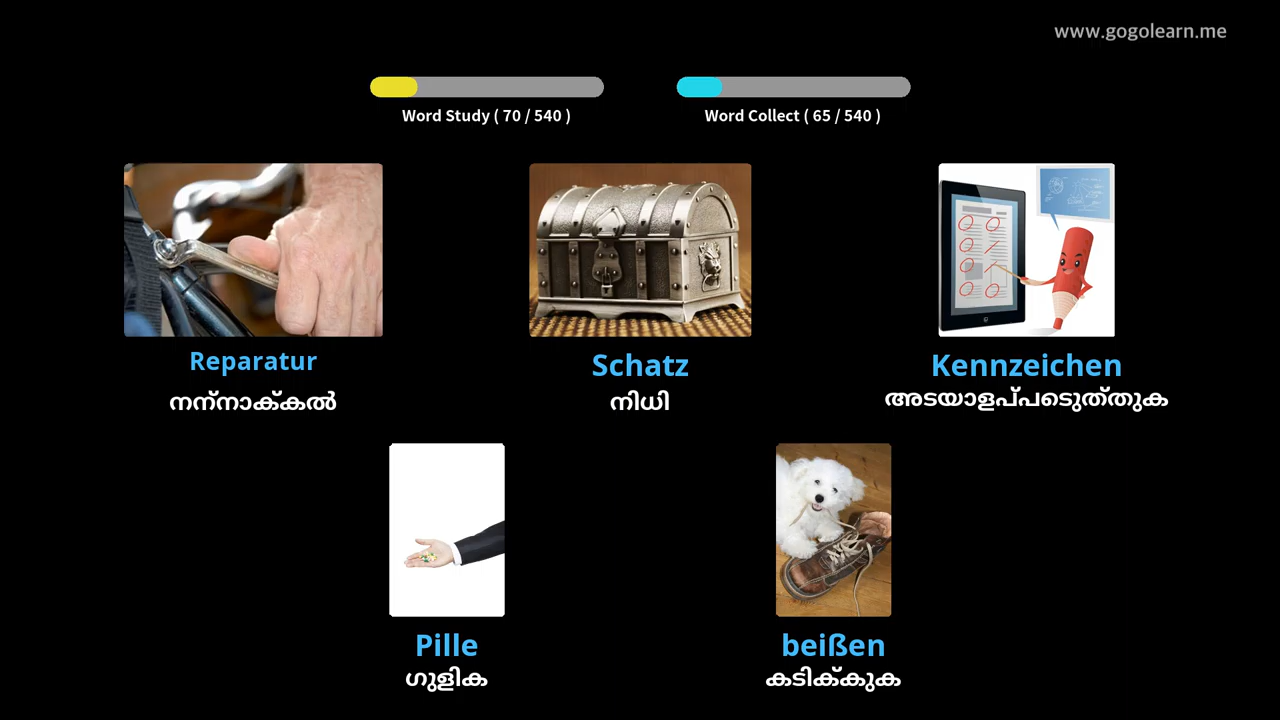 www.gogolearn.me
Word Study ( 70 / 540 )
Word Collect ( 65 / 540 )
Reparatur
നന്നാക്കൽ
Schatz
നിധി
Kennzeichen
അടയാളപ്പടെുത്തുക
Pille
ഗുളിക
beißen
കടിക്കുക